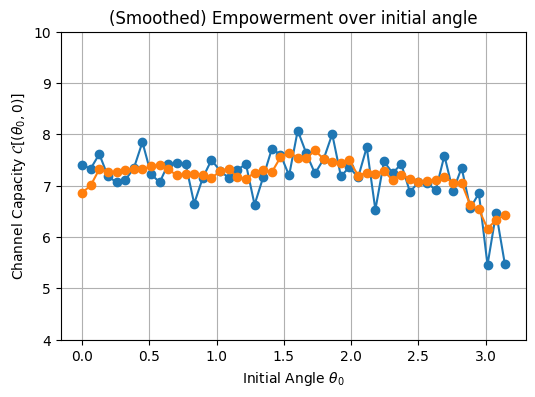 (Smoothed) Empowerment over initial angle
Channel Capacity 𝒞[(θ₀, 0)]
10
9
8
7
6
5
4
0.0 0.5 1.0 1.5 2.0 2.5 3.0
Initial Angle θ₀